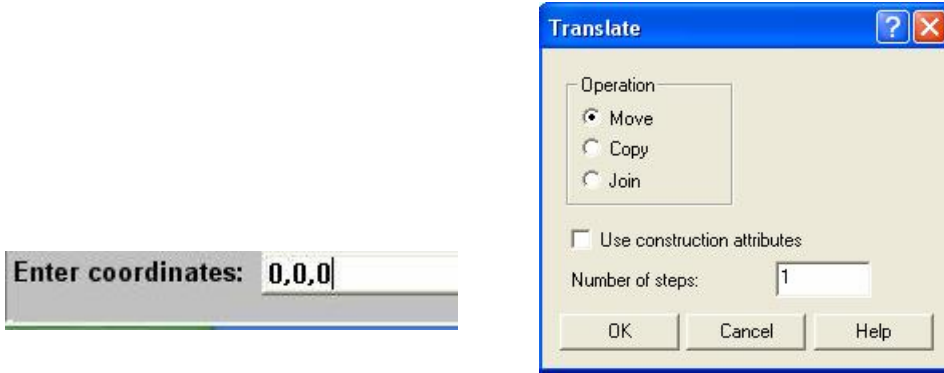 Enter coordinates: 0,0,0
Translate
Operation
Move
Copy
Join
Use construction attributes
Number of steps: 1
OK Cancel Help